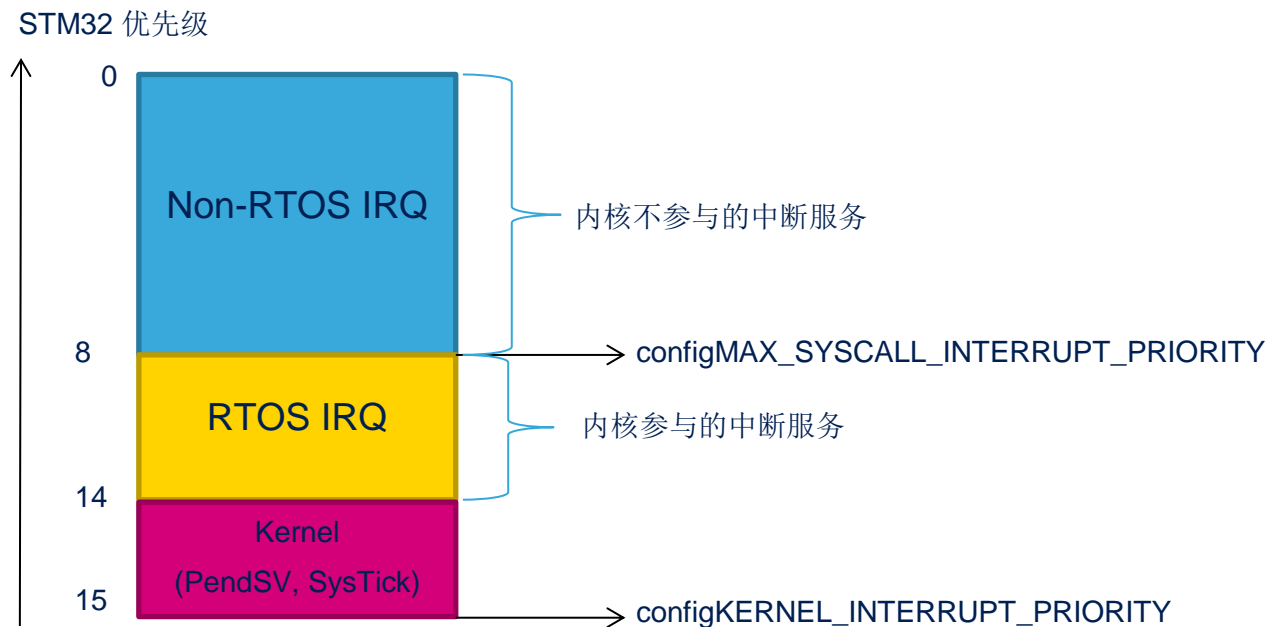 STM32 优先级
0
Non-RTOS IRQ
内核不参与的中断服务
8
configMAX_SYSCALL_INTERRUPT_PRIORITY
RTOS IRQ
内核参与的中断服务
14
Kernel
(PendSV, SysTick)
15
configKERNEL_INTERRUPT_PRIORITY